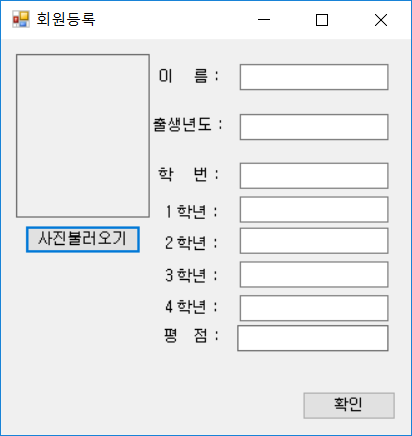 회원등록
이 름 :
출생년도 :
학 번 :
1 학년 :
사진불러오기
2 학년 :
3 학년 :
4 학년 :
평 점 :
확인